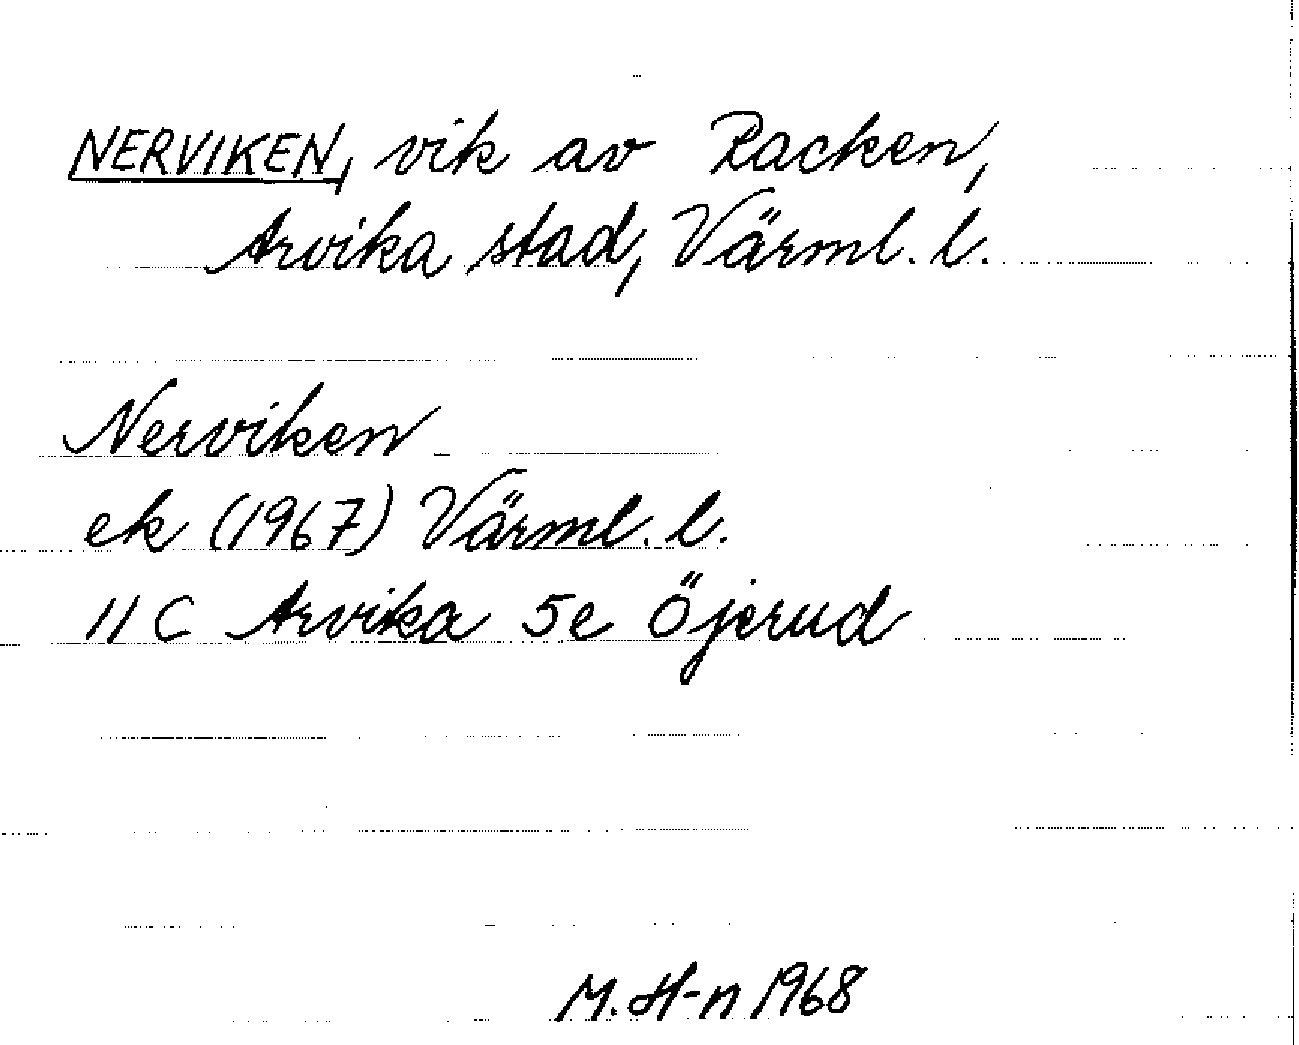 NERVIKEN, vik av Racken,
Arvika stad, Värml. l.
Nerviken
ek (1967) Värml. l.
11 C Arvika 5e Öjerud
M. H-n 1968